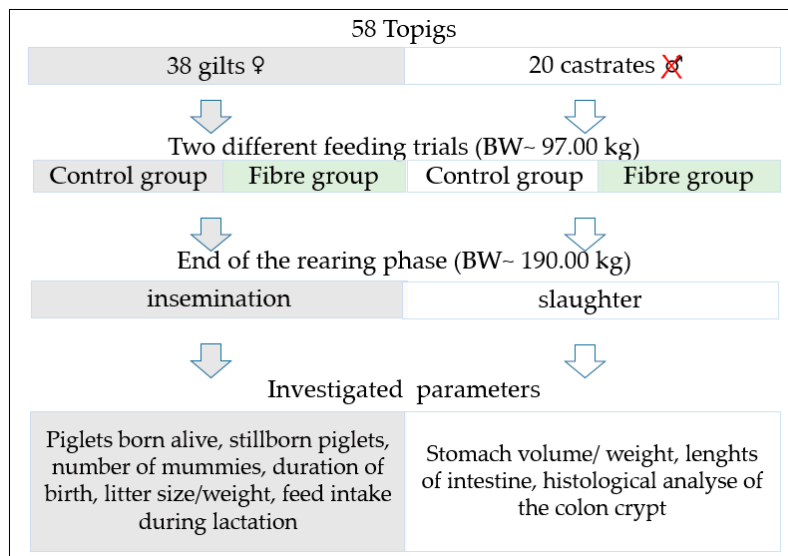 58 Topigs
38 gilts ♀ 20 castrates ♂
Two different feeding trials (BW~ 97.00 kg)
Control group Fibre group Control group Fibre group
End of the rearing phase (BW~ 190.00 kg)
insemination slaughter
Investigated parameters
Piglets born alive, stillborn piglets,
number of mummies, duration of
birth, litter size/weight, feed intake
during lactation
Stomach volume/ weight, lenghts
of intestine, histological analyse of
the colon crypt